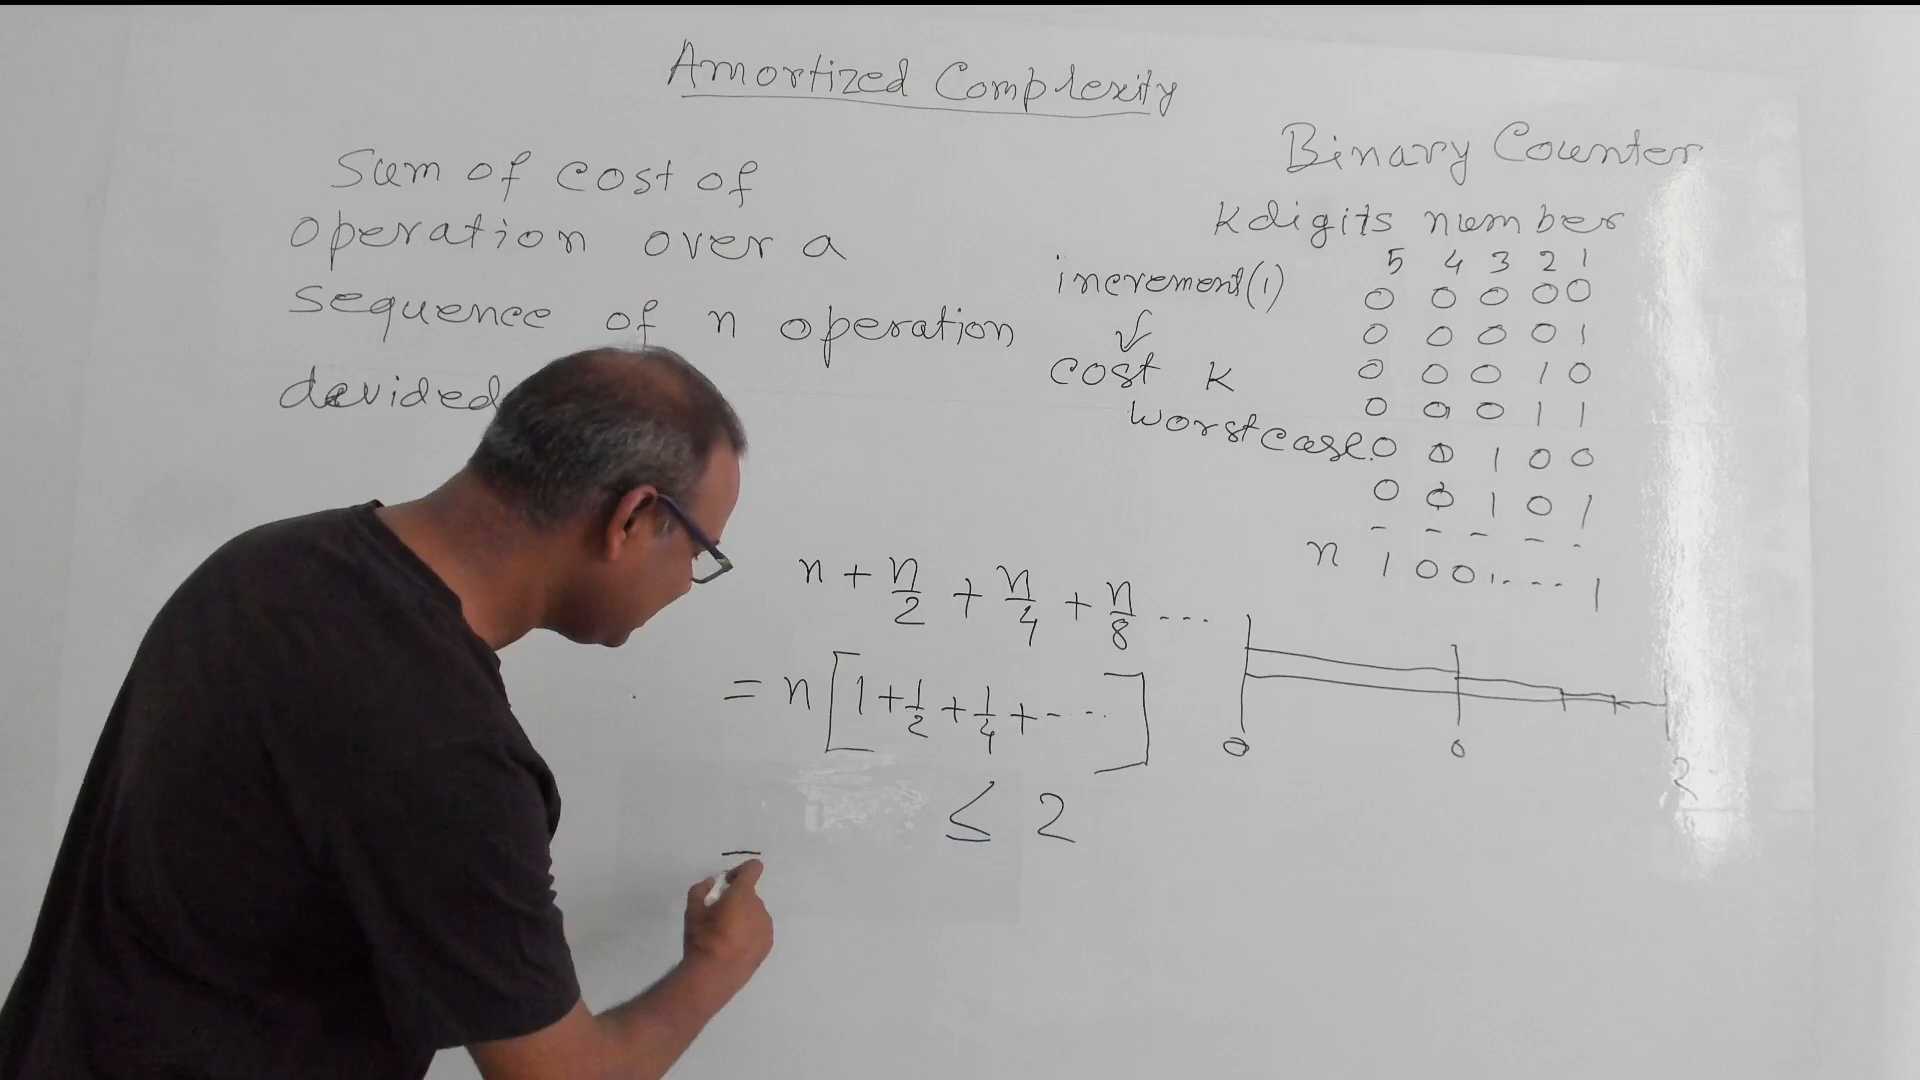 Amortized Complexity
Sum of cost of
operation over a
sequence of n operation
devided
Binary Counter
k digits number
5 4 3 2 1
increment(1)
0 0 0 0 0
0 0 0 0 1
cost k
0 0 0 1 0
0 0 0 1 1
worst case.
0 0 1 0 0
0 0 1 0 1
- - - - -
n 1 0 0 1.. -- 1
n + n/2 + n/4 + n/8 ...
= n[1 + 1/2 + 1/4 + - ..]
≤ 2
0 0 2